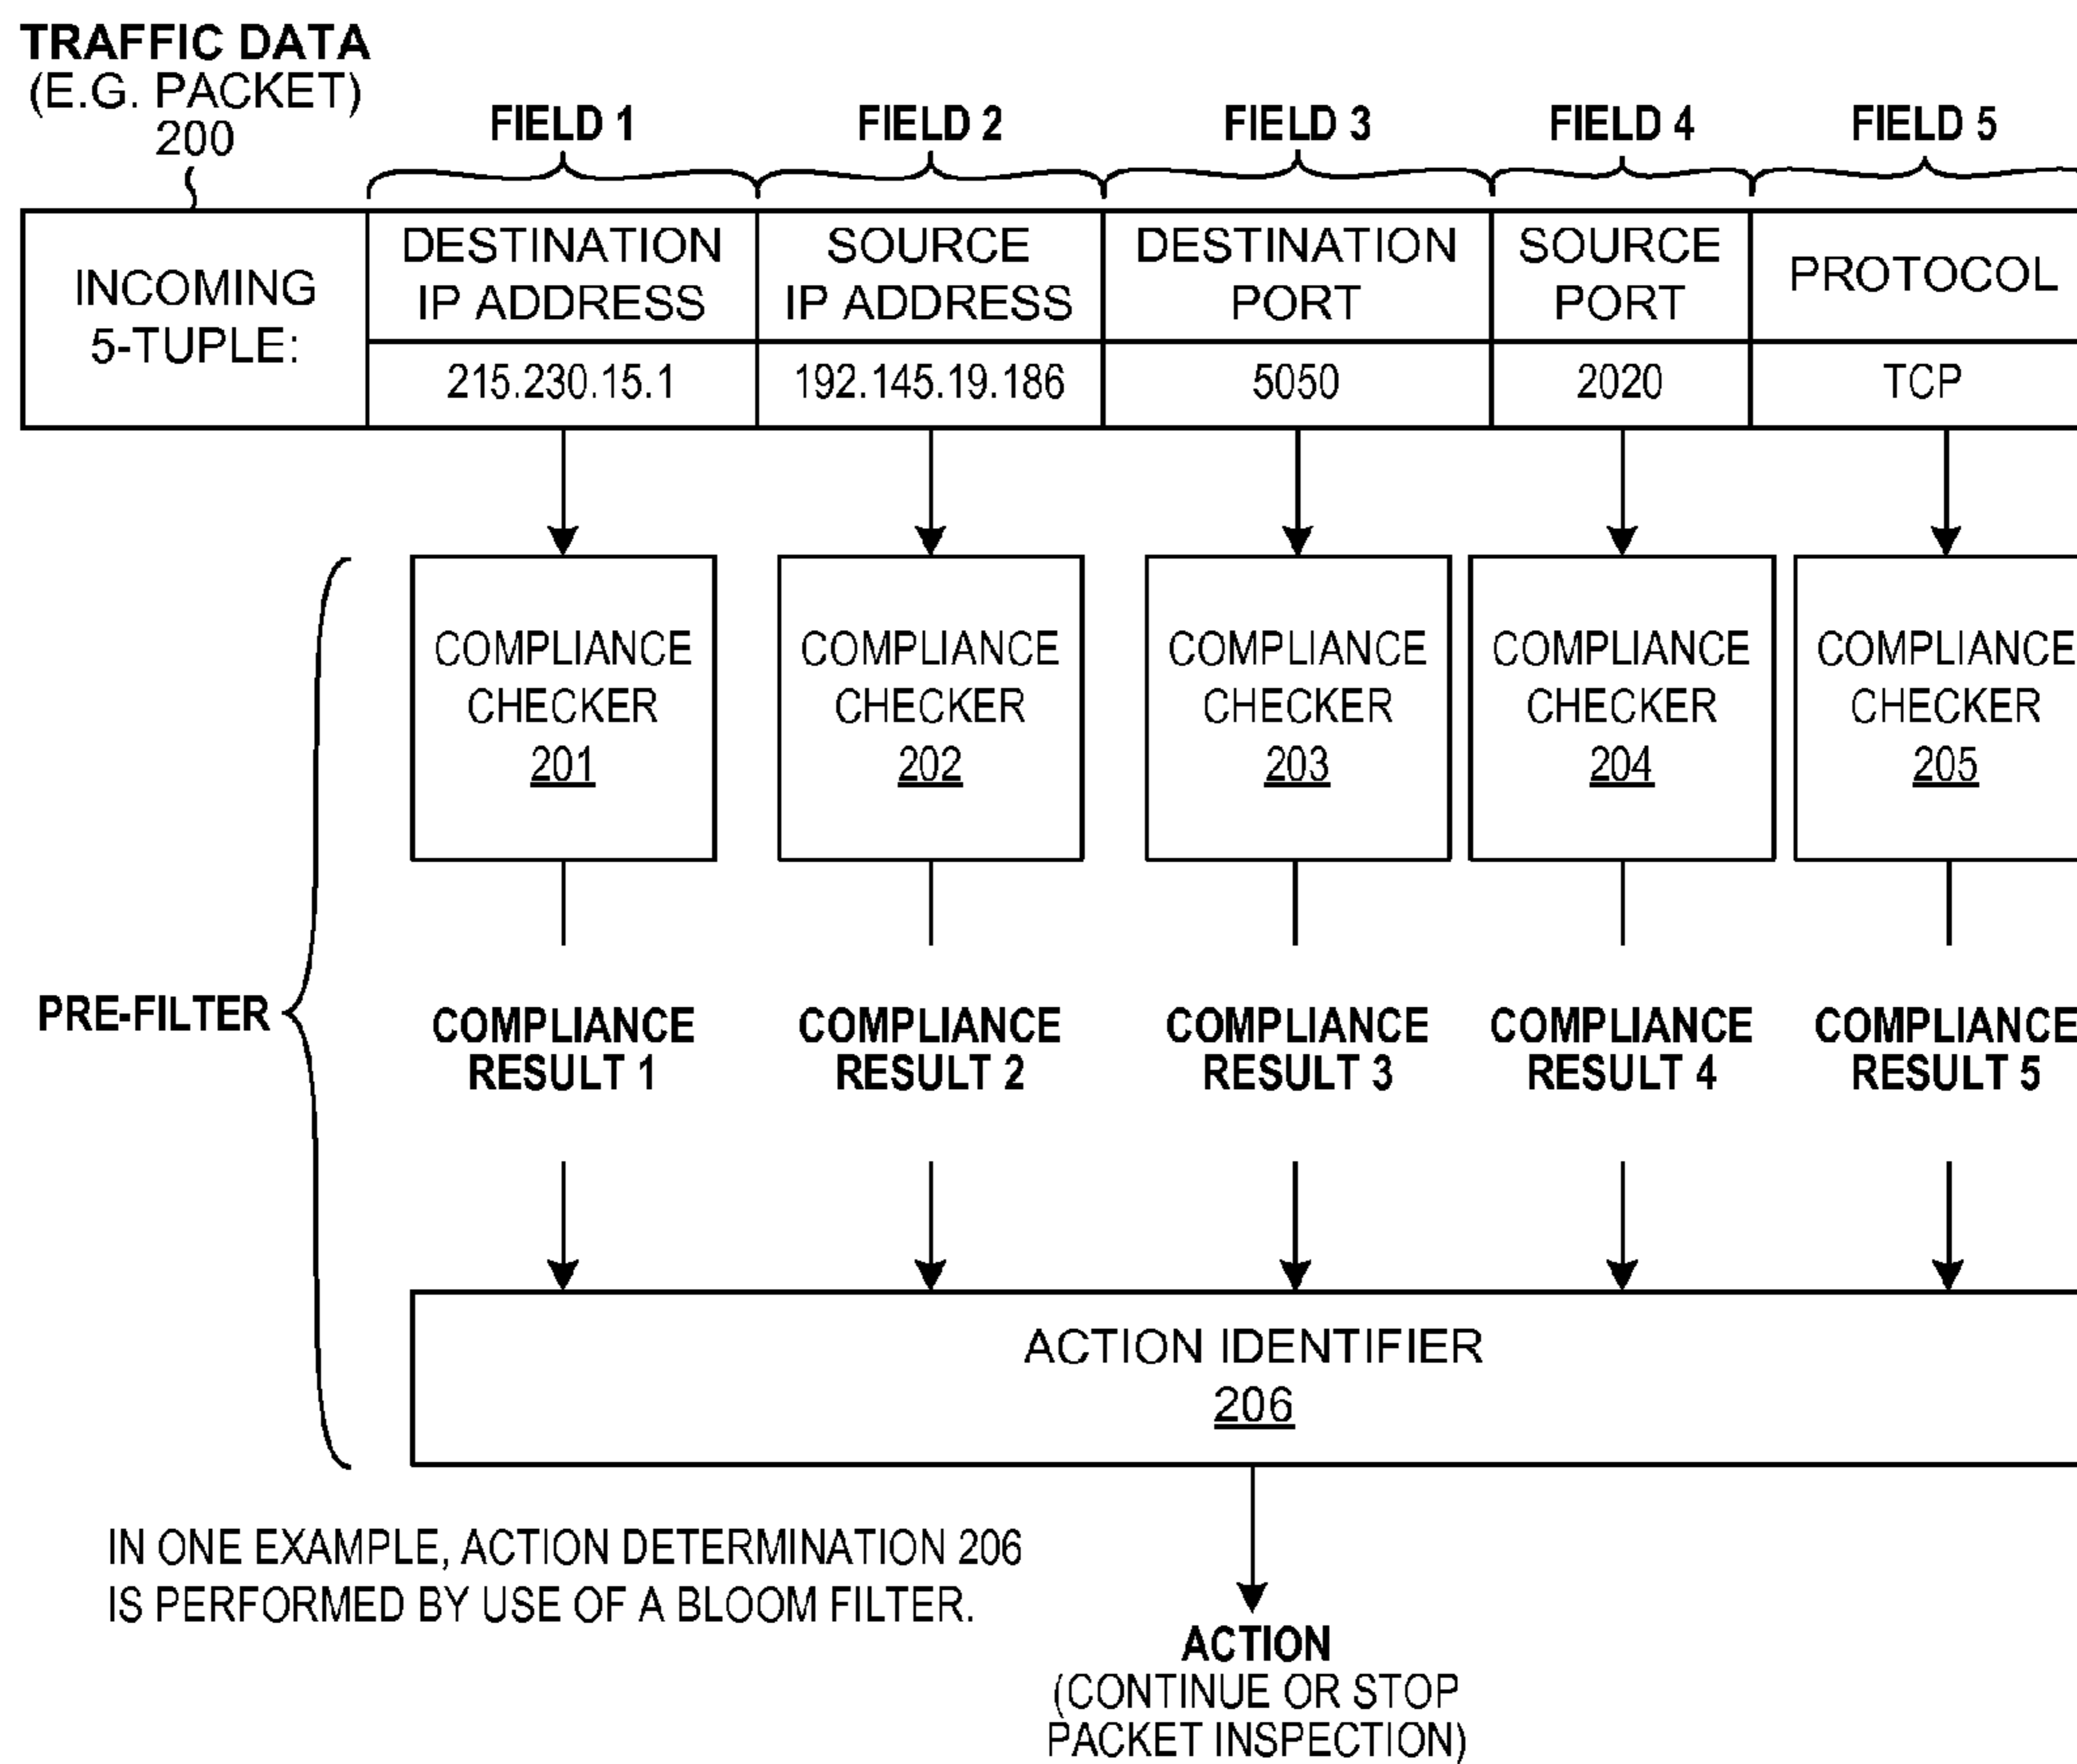 TRAFFIC DATA
(E.G. PACKET)
200
FIELD 1
FIELD 2
FIELD 3
FIELD 4
FIELD 5
INCOMING
5-TUPLE:
DESTINATION
IP ADDRESS
SOURCE
IP ADDRESS
DESTINATION
PORT
SOURCE
PORT
PROTOCOL
215.230.15.1
192.145.19.186
5050
2020
TCP
COMPLIANCE
CHECKER
201
COMPLIANCE
CHECKER
202
COMPLIANCE
CHECKER
203
COMPLIANCE
CHECKER
204
COMPLIANCE
CHECKER
205
PRE-FILTER
COMPLIANCE
RESULT 1
COMPLIANCE
RESULT 2
COMPLIANCE
RESULT 3
COMPLIANCE
RESULT 4
COMPLIANCE
RESULT 5
ACTION IDENTIFIER
206
IN ONE EXAMPLE, ACTION DETERMINATION 206
IS PERFORMED BY USE OF A BLOOM FILTER.
ACTION
(CONTINUE OR STOP
PACKET INSPECTION)